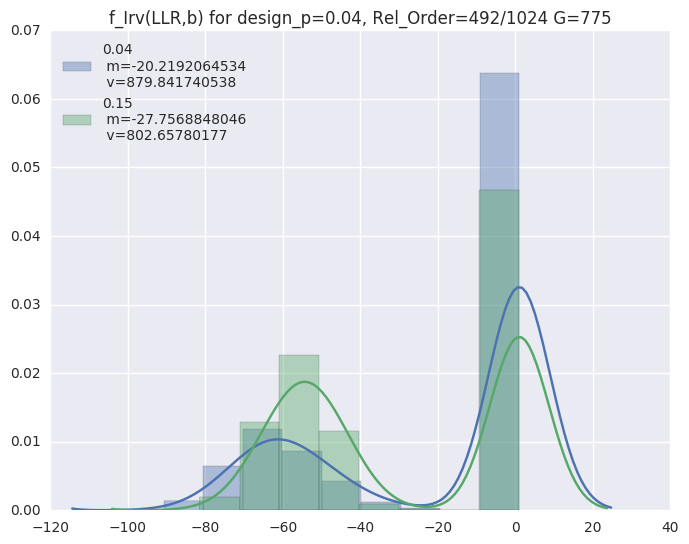 f_Irv(LLR,b) for design_p=0.04, Rel_Order=492/1024 G=775
0.04
m=-20.2192064534
v=879.841740538
0.15
m=-27.7568848046
v=802.65780177
0.07
0.06
0.05
0.04
0.03
0.02
0.01
0.00
−120 −100 −80 −60 −40 −20 0 20 40